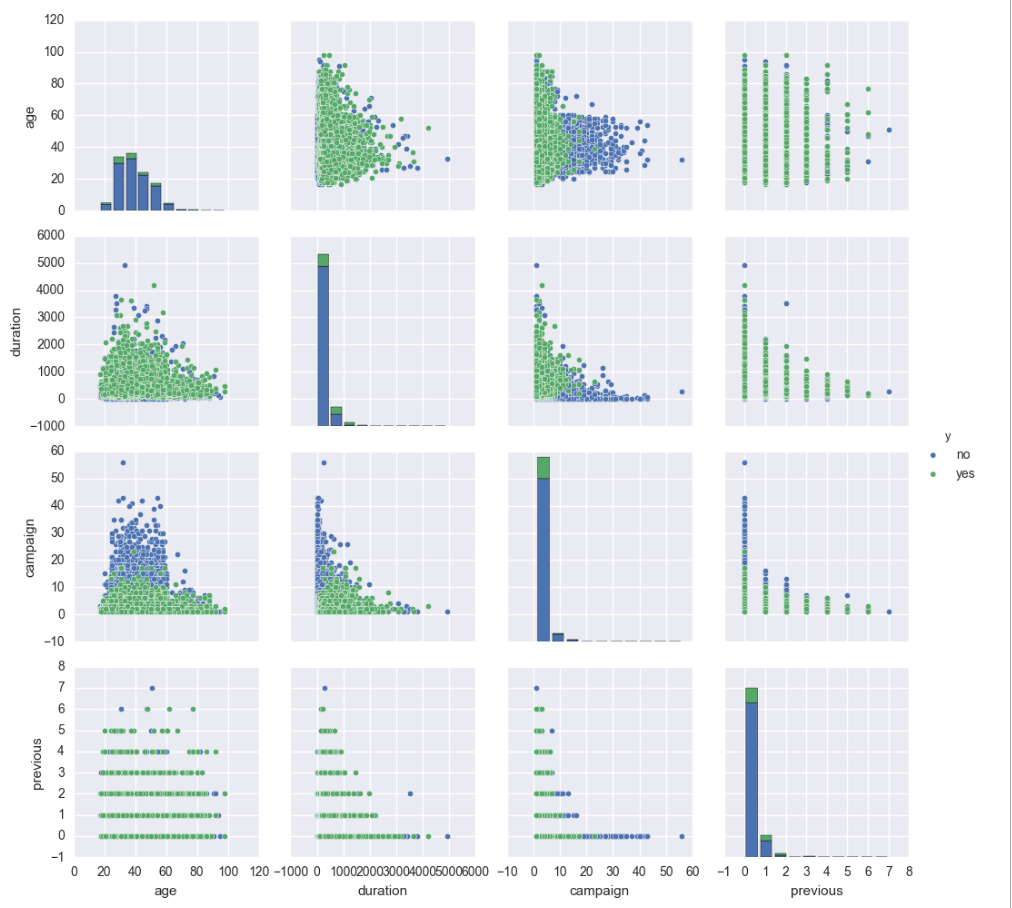 120
100
80
60
40
20
0
age
6000
5000
4000
3000
2000
1000
0
−1000
duration
60
50
40
30
20
10
0
−10
campaign
y
no
yes
8
7
6
5
4
3
2
1
0
−1
previous
0 20 40 60 80 100 120
−1000 0 1000 2000 3000 4000 5000 6000
−10 0 10 20 30 40 50 60
−1 0 1 2 3 4 5 6 7 8
age duration campaign previous